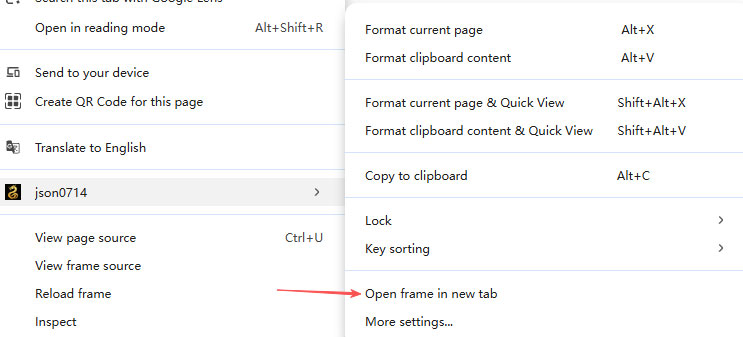 Search this tab with Google Lens
Open in reading mode Alt+Shift+R
Send to your device
Create QR Code for this page
Translate to English
json0714
View page source Ctrl+U
View frame source
Reload frame
Inspect
Format current page Alt+X
Format clipboard content Alt+V
Format current page & Quick View Shift+Alt+X
Format clipboard content & Quick View Shift+Alt+V
Copy to clipboard Alt+C
Lock
Key sorting
Open frame in new tab
More settings...